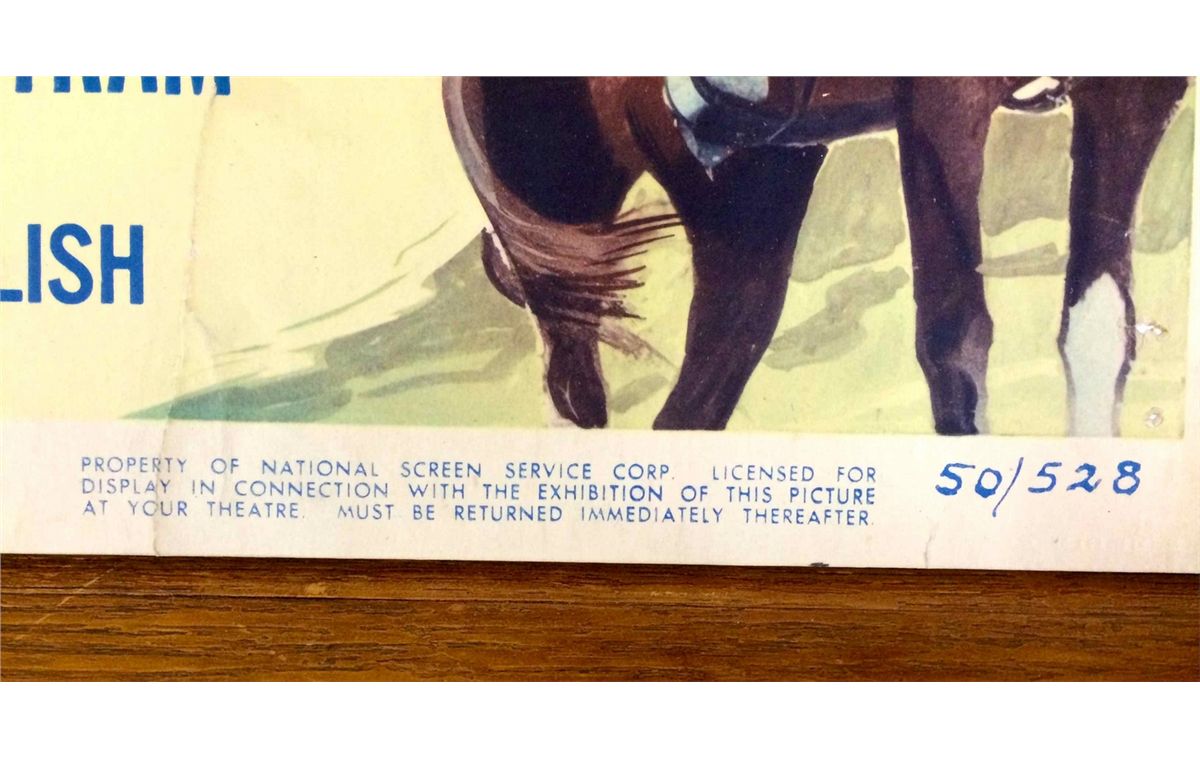 LISH
PROPERTY OF NATIONAL SCREEN SERVICE CORP. LICENSED FOR
DISPLAY IN CONNECTION WITH THE EXHIBITION OF THIS PICTURE
AT YOUR THEATRE. MUST BE RETURNED IMMEDIATELY THEREAFTER.
50/528